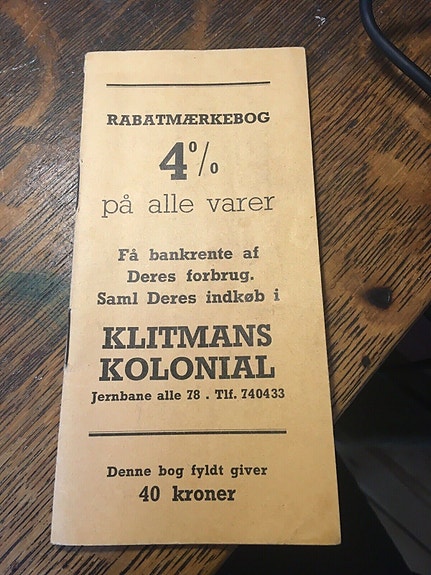 RABATMÆRKEBOG
4%
på alle varer
Få bankrente af
Deres forbrug.
Saml Deres indkøb i
KLITMANS
KOLONIAL
Jernbane alle 78 . Tlf. 740433
Denne bog fyldt giver
40 kroner